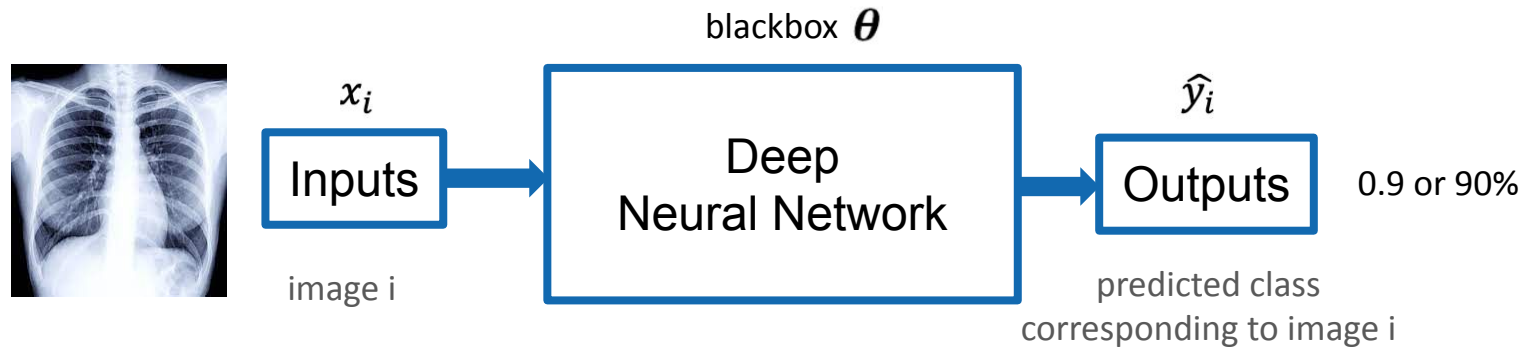 blackbox θ
x_i
Inputs
image i
Deep
Neural Network
ŷ_i
Outputs
0.9 or 90%
predicted class
corresponding to image i